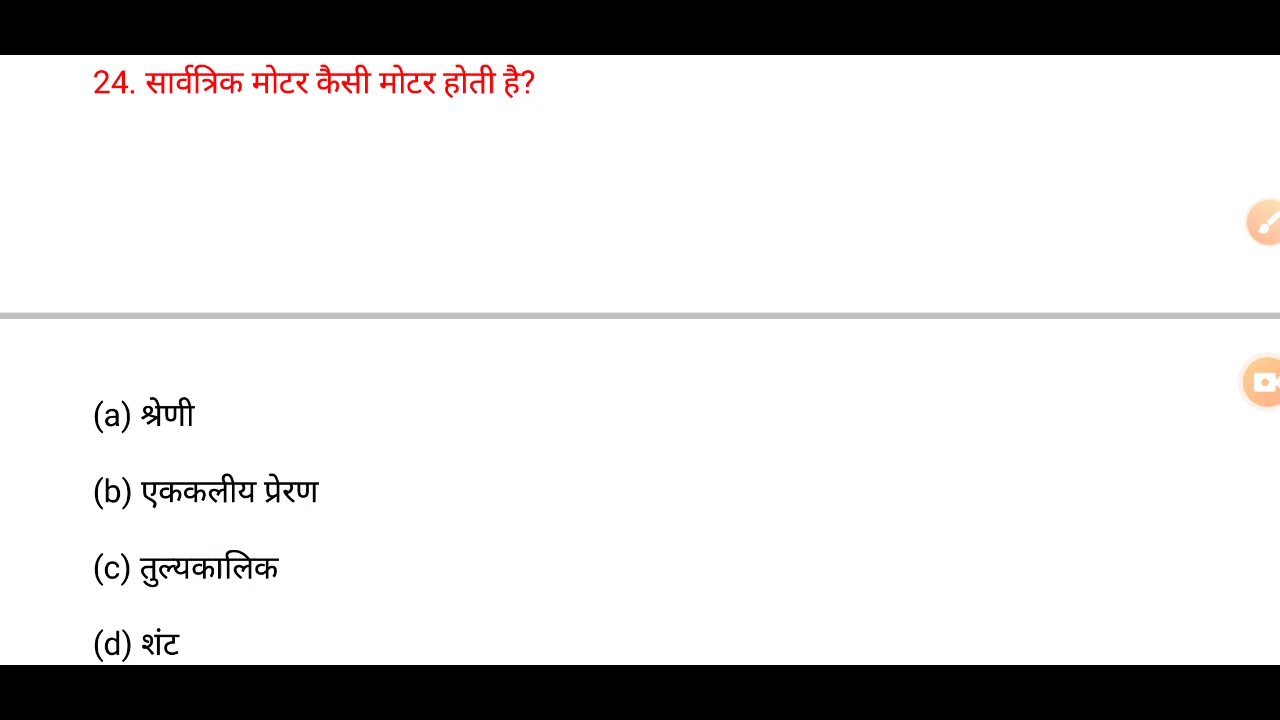 24. सार्वत्रिक मोटर कैसी मोटर होती है?
(a) श्रेणी
(b) एककलीय प्रेरण
(c) तुल्यकालिक
(d) शंट